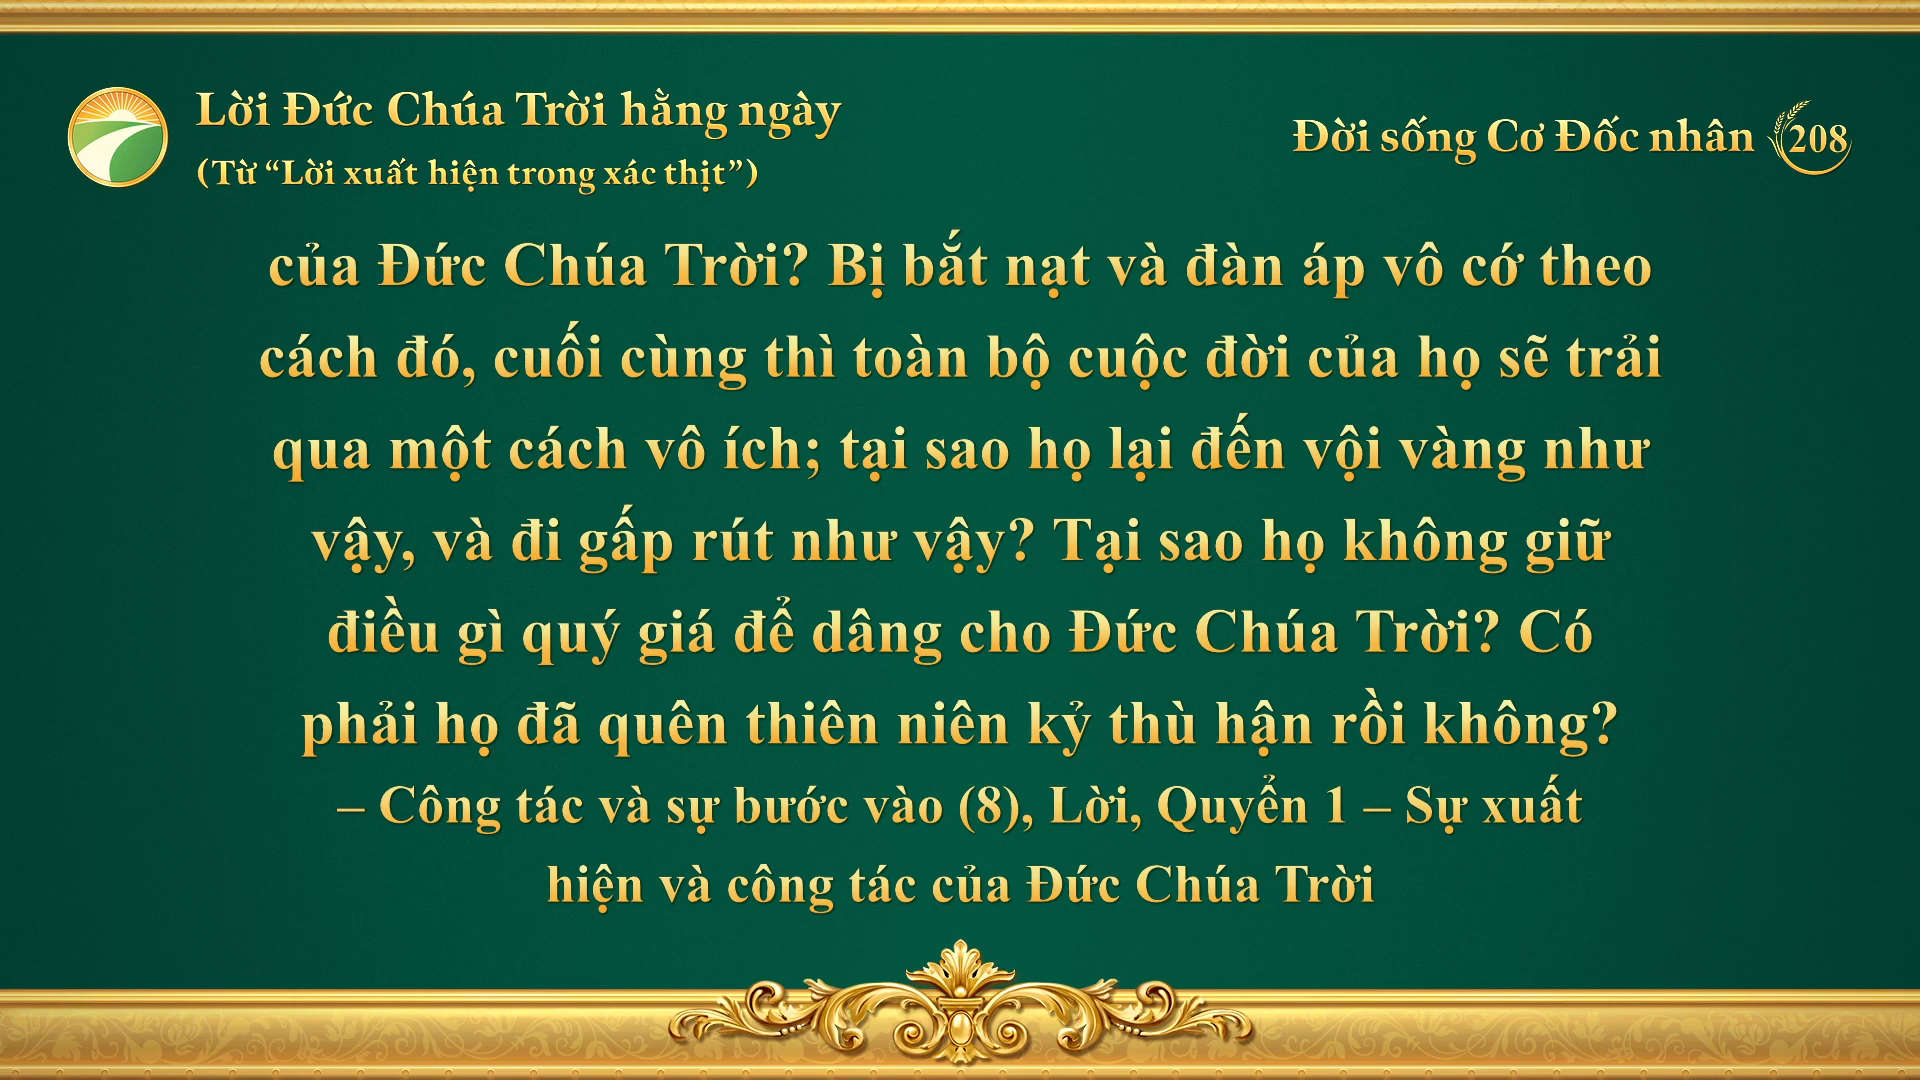 Lời Đức Chúa Trời hằng ngày
(Từ “Lời xuất hiện trong xác thịt”)
Đời sống Cơ Đốc nhân 208
của Đức Chúa Trời? Bị bắt nạt và đàn áp vô cớ theo
cách đó, cuối cùng thì toàn bộ cuộc đời của họ sẽ trải
qua một cách vô ích; tại sao họ lại đến vội vàng như
vậy, và đi gấp rút như vậy? Tại sao họ không giữ
điều gì quý giá để dâng cho Đức Chúa Trời? Có
phải họ đã quên thiên niên kỷ thù hận rồi không?
– Công tác và sự bước vào (8), Lời, Quyển 1 – Sự xuất
hiện và công tác của Đức Chúa Trời